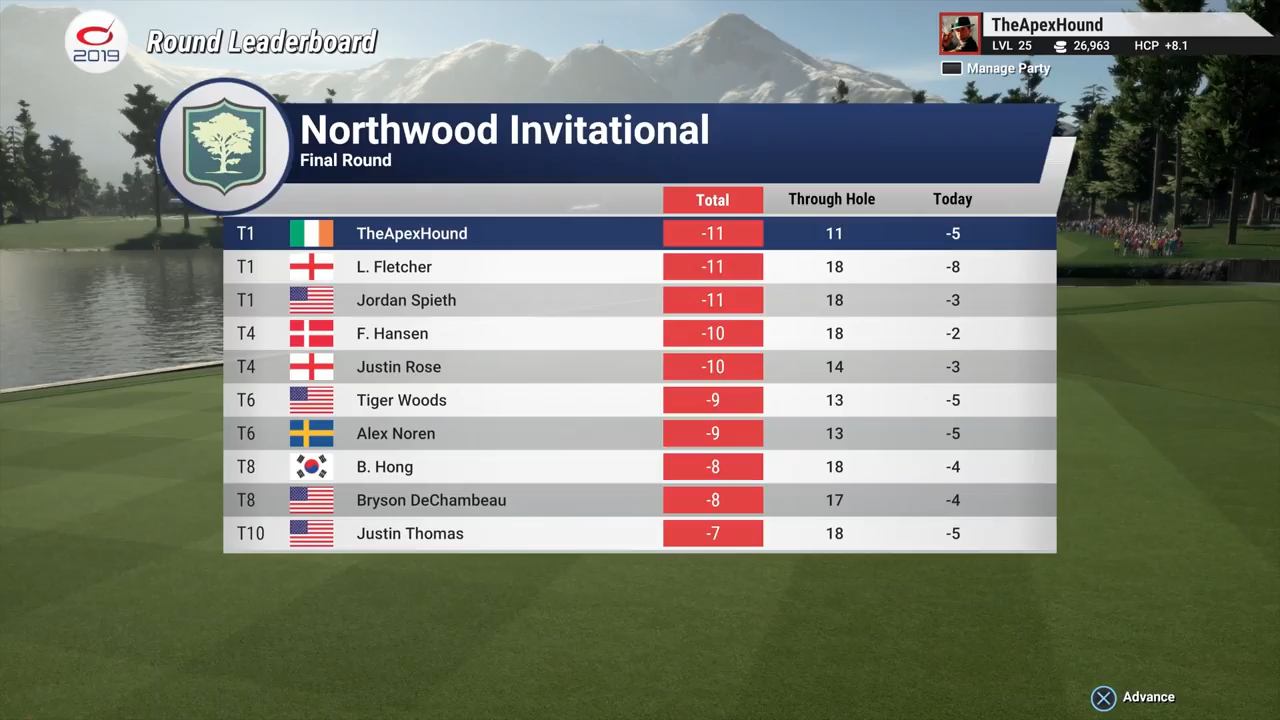 2019
Round Leaderboard
TheApexHound
LVL 25 26,963 HCP +8.1
Manage Party
Northwood Invitational
Final Round
Total Through Hole Today
T1 TheApexHound -11 11 -5
T1 L. Fletcher -11 18 -8
T1 Jordan Spieth -11 18 -3
T4 F. Hansen -10 18 -2
T4 Justin Rose -10 14 -3
T6 Tiger Woods -9 13 -5
T6 Alex Noren -9 13 -5
T8 B. Hong -8 18 -4
T8 Bryson DeChambeau -8 17 -4
T10 Justin Thomas -7 18 -5
Advance